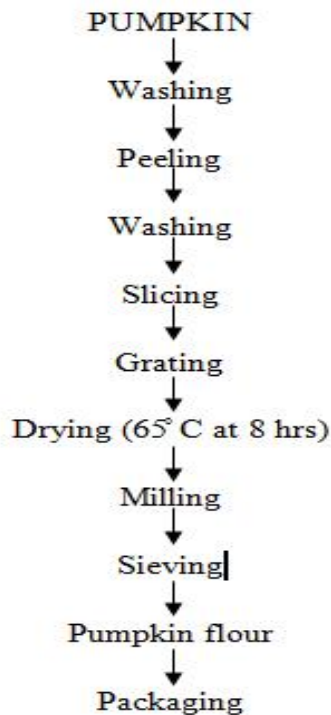 PUMPKIN
Washing
Peeling
Washing
Slicing
Grating
Drying (65° C at 8 hrs)
Milling
Sieving
Pumpkin flour
Packaging